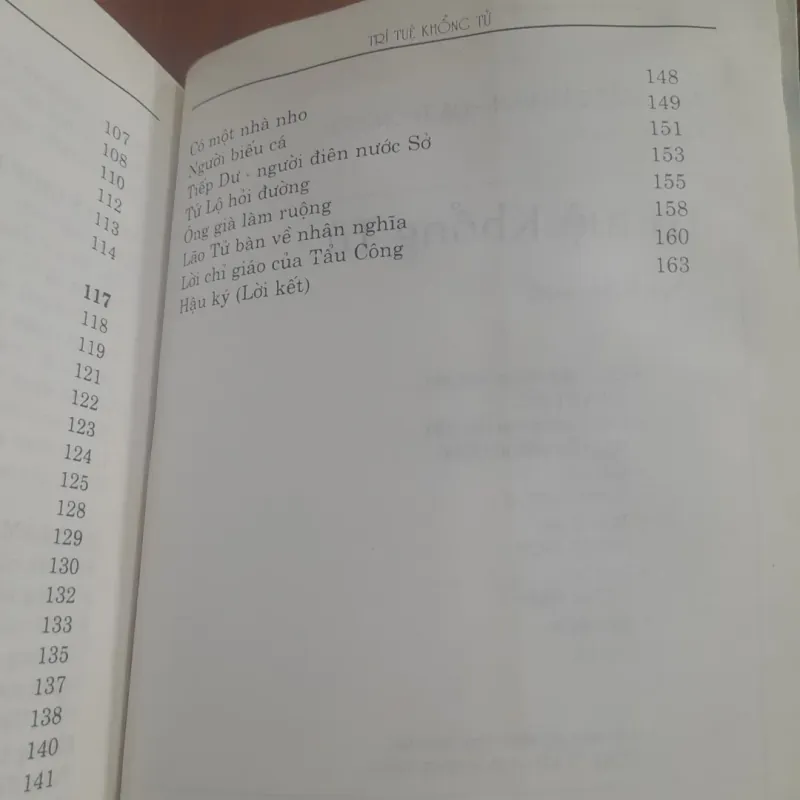 107
108
110
112
113
114
117
118
119
121
122
123
124
125
128
129
130
132
133
135
137
138
140
141
TRÍ TUỆ KHỔNG TỬ
Có một nhà nho 148
Người biếu cá 149
Tiếp Dư - người điên nước Sở 151
Tử Lộ hỏi đường 153
Ông già làm ruộng 155
Lão Tử bàn về nhân nghĩa 158
Lời chỉ giáo của Tẩu Công 160
Hậu ký (Lời kết) 163